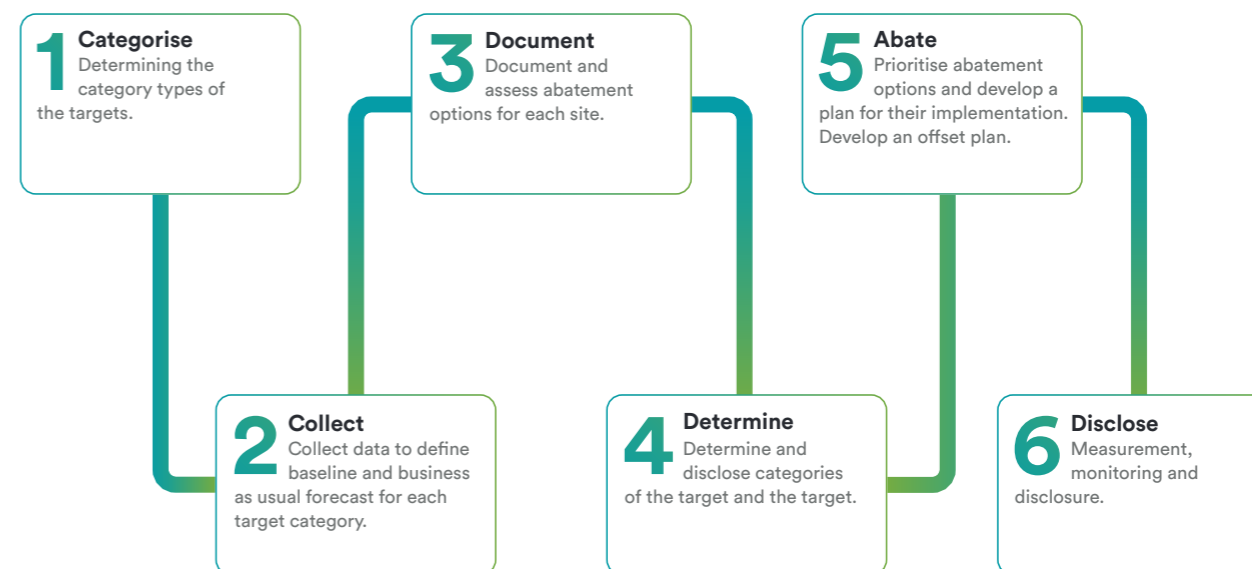 1 Categorise
Determining the
category types of
the targets.
2 Collect
Collect data to define
baseline and business
as usual forecast for each
target category.
3 Document
Document and
assess abatement
options for each site.
4 Determine
Determine and
disclose categories
of the target and the target.
5 Abate
Prioritise abatement
options and develop a
plan for their implementation.
Develop an offset plan.
6 Disclose
Measurement,
monitoring and
disclosure.